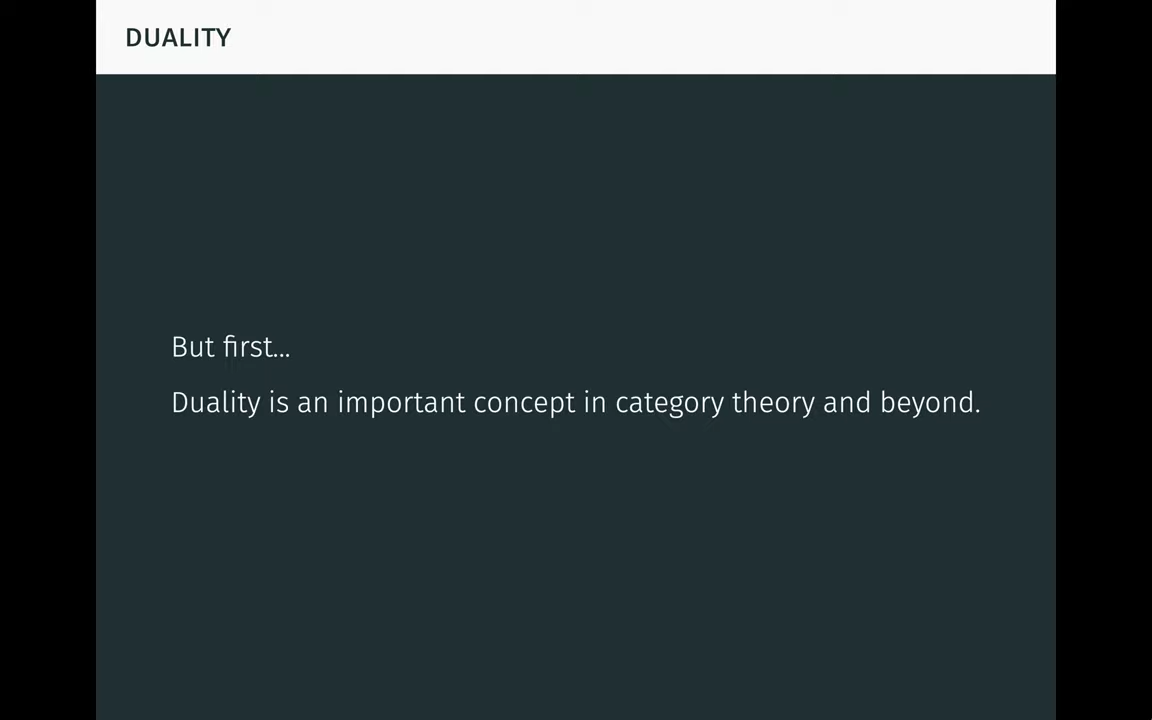 DUALITY
But first...
Duality is an important concept in category theory and beyond.